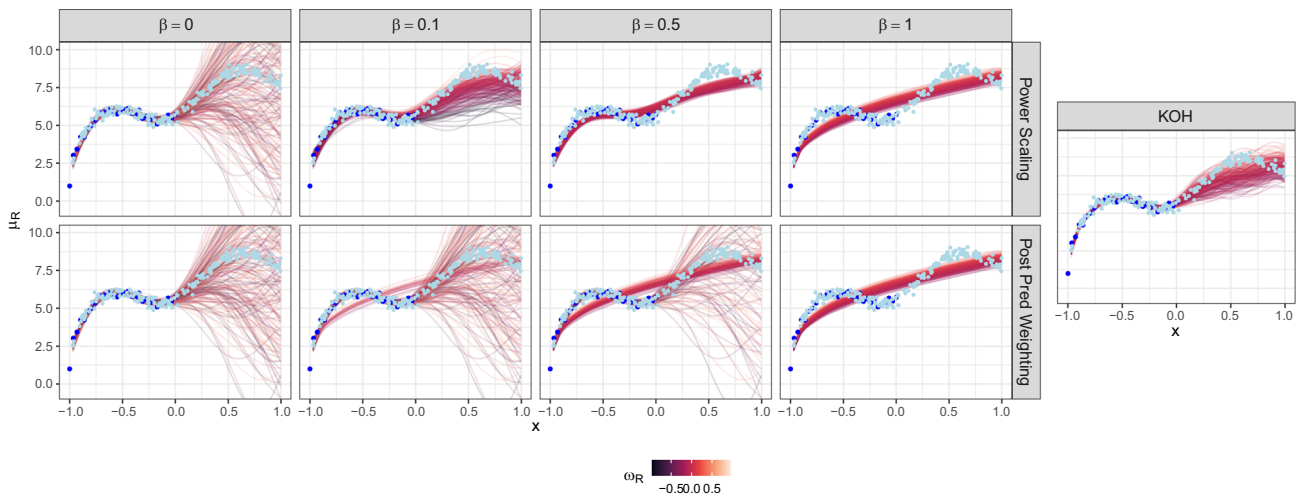 β = 0
β = 0.1
β = 0.5
β = 1
10.0
7.5
5.0
2.5
0.0
Power Scaling
KOH
μR
10.0
7.5
5.0
2.5
0.0
Post Pred Weighting
−1.0 −0.5 0.0 0.5 1.0
−1.0 −0.5 0.0 0.5 1.0
−1.0 −0.5 0.0 0.5 1.0
−1.0 −0.5 0.0 0.5 1.0
x
−1.0 −0.5 0.0 0.5 1.0
x
ωR
−0.5 0.0 0.5